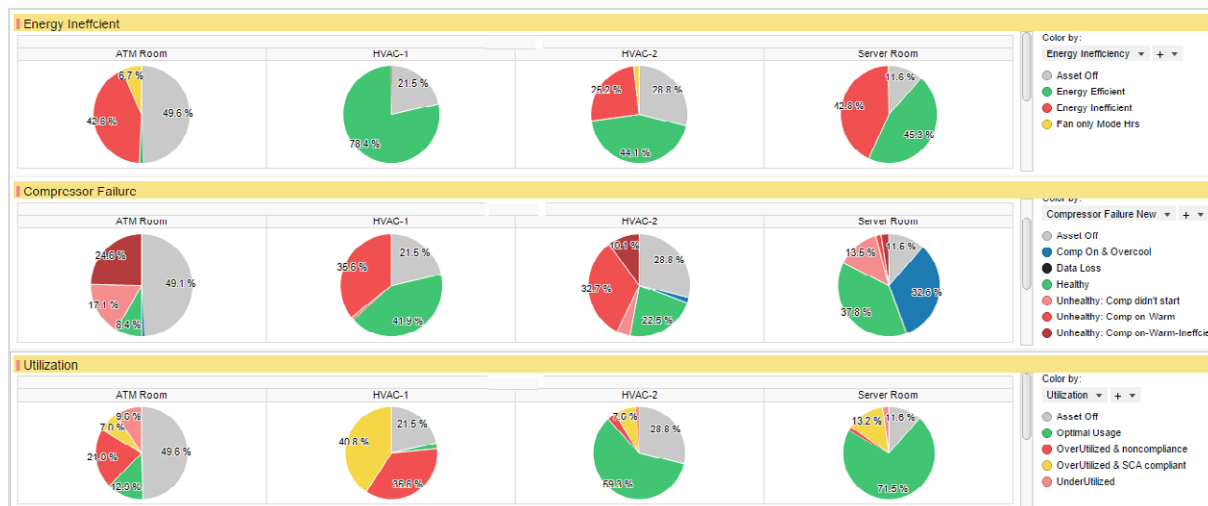 Energy Ineffcient
Color by:
ATM Room HVAC-1 HVAC-2 Server Room
Energy Inefficiency + 
6.7 % 49.6 % 42.8 %
21.5 % 78.4 %
25.2 % 28.8 % 44.1 %
11.6 % 42.8 % 45.3 %
Asset Off
Energy Efficient
Energy Inefficient
Fan only Mode Hrs
Compressor Failure
Color by:
ATM Room HVAC-1 HVAC-2 Server Room
Compressor Failure New +
24.6 % 49.1 % 17.1 % 8.4 %
35.6 % 21.5 % 41.9 %
10.1 % 28.8 % 32.7 % 22.5 %
13.5 % 11.6 % 32.6 % 37.8 %
Asset Off
Comp On & Overcool
Data Loss
Healthy
Unhealthy: Comp didn't start
Unhealthy: Comp on-Warm
Unhealthy: Comp on-Warm-Ineffcie
Utilization
Color by:
ATM Room HVAC-1 HVAC-2 Server Room
Utilization +
9.6 % 7.0 % 49.6 % 21.0 % 12.9 %
21.5 % 40.8 % 35.6 %
7.6 % 28.8 % 59.3 %
13.2 % 11.6 % 71.5 %
Asset Off
Optimal Usage
OverUtilized & noncompliance
OverUtilized & SCA compliant
UnderUtilized